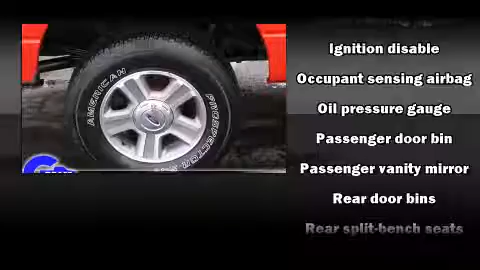 AMERICAN
PROSPECTOR
Ignition disable
Occupant sensing airbag
Oil pressure gauge
Passenger door bin
Passenger vanity mirror
Rear door bins
Rear split-bench seats